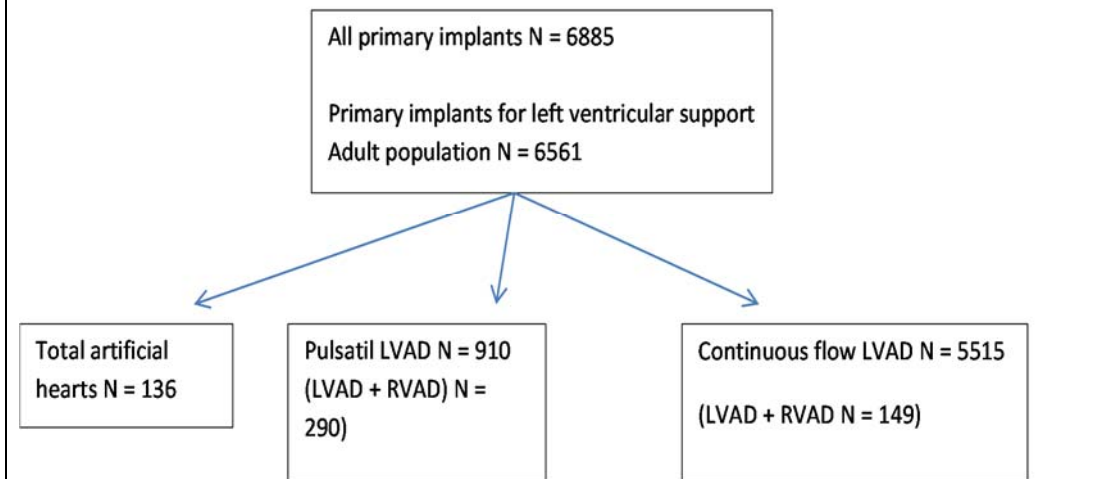 All primary implants N = 6885
Primary implants for left ventricular support
Adult population N = 6561
Total artificial
hearts N = 136
Pulsatil LVAD N = 910
(LVAD + RVAD) N =
290)
Continuous flow LVAD N = 5515
(LVAD + RVAD N = 149)